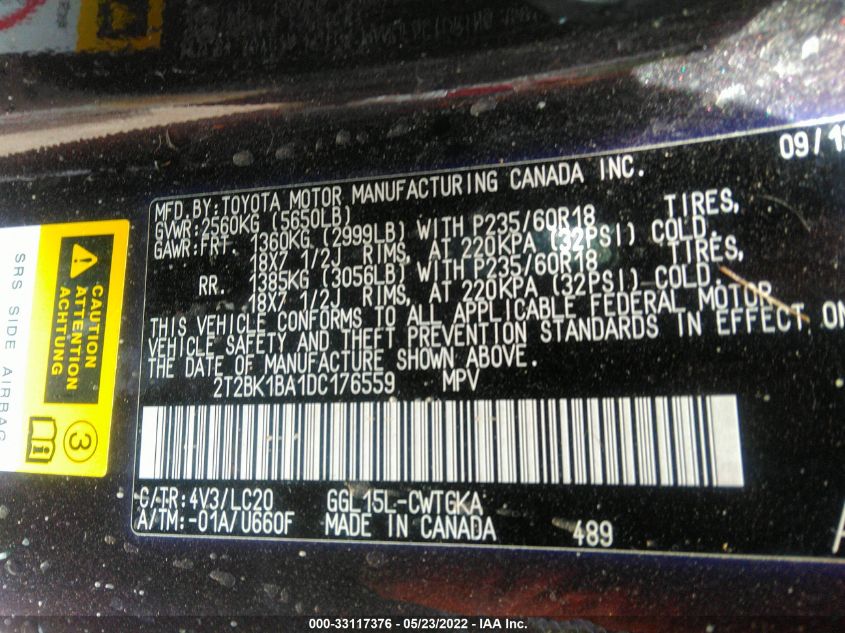 09/1
MFD. BY:TOYOTA MOTOR MANUFACTURING CANADA INC.
GVWR:2560KG (5650LB)
GAWR:FRT. 1360KG (2999LB) WITH P235/60R18 TIRES,
18X7 1/2J RIMS, AT 220KPA (32PSI) COLD.
RR. 1385KG (3056LB) WITH P235/60R18 TIRES,
18X7 1/2J RIMS, AT 220KPA (32PSI) COLD.
THIS VEHICLE CONFORMS TO ALL APPLICABLE FEDERAL MOTOR
VEHICLE SAFETY AND THEFT PREVENTION STANDARDS IN EFFECT ON
THE DATE OF MANUFACTURE SHOWN ABOVE.
2T2BK1BA1DC176559 MPV
C/TR:4V3/LC20 GGL15L-CWTGKA
A/TM:-01A/U660F MADE IN CANADA 489
CAUTION
ATTENTION
ACHTUNG
SRS SIDE AIRBAG
3
000-33117376 - 05/23/2022 - IAA Inc.